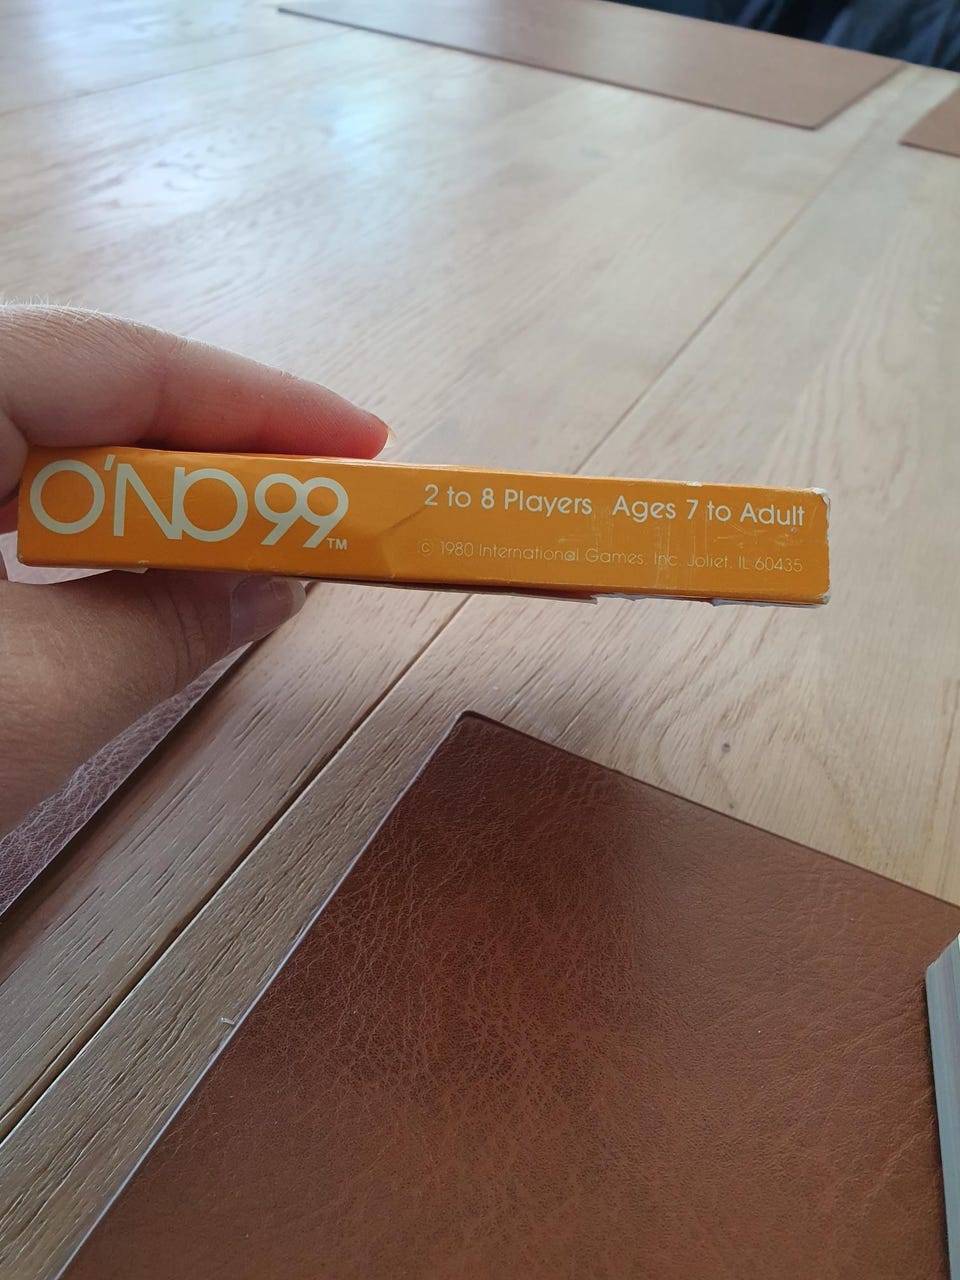 O'NO 99™
2 to 8 Players Ages 7 to Adult
© 1980 International Games, Inc. Joliet, IL 60435